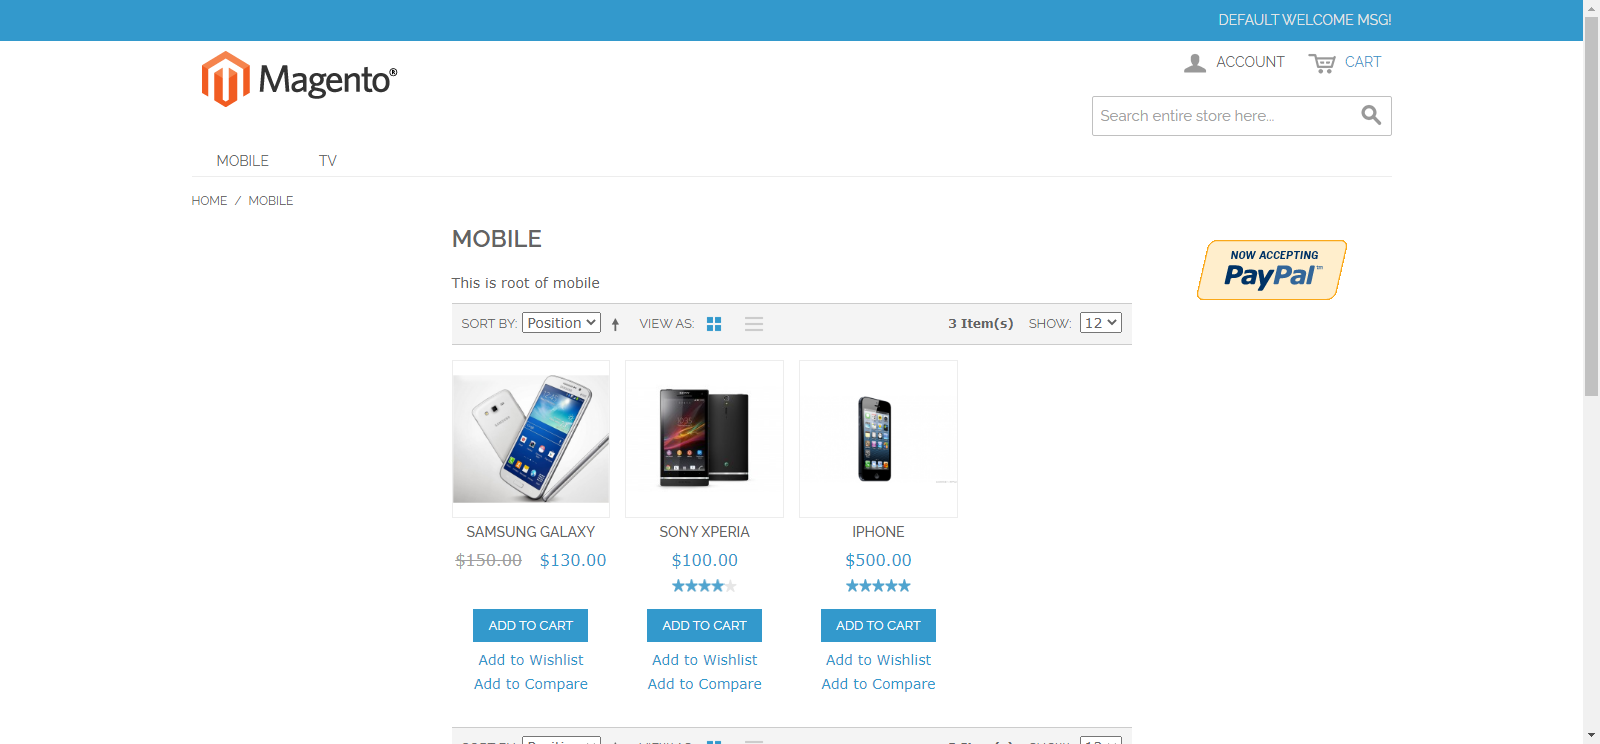 DEFAULT WELCOME MSG!
Magento®
ACCOUNT CART
Search entire store here...
MOBILE TV
HOME / MOBILE
MOBILE
NOW ACCEPTING
PayPal™
This is root of mobile
SORT BY: Position VIEW AS: 3 Item(s) SHOW: 12
SAMSUNG GALAXY SONY XPERIA IPHONE
$150.00 $130.00 $100.00 $500.00
ADD TO CART ADD TO CART ADD TO CART
Add to Wishlist Add to Wishlist Add to Wishlist
Add to Compare Add to Compare Add to Compare